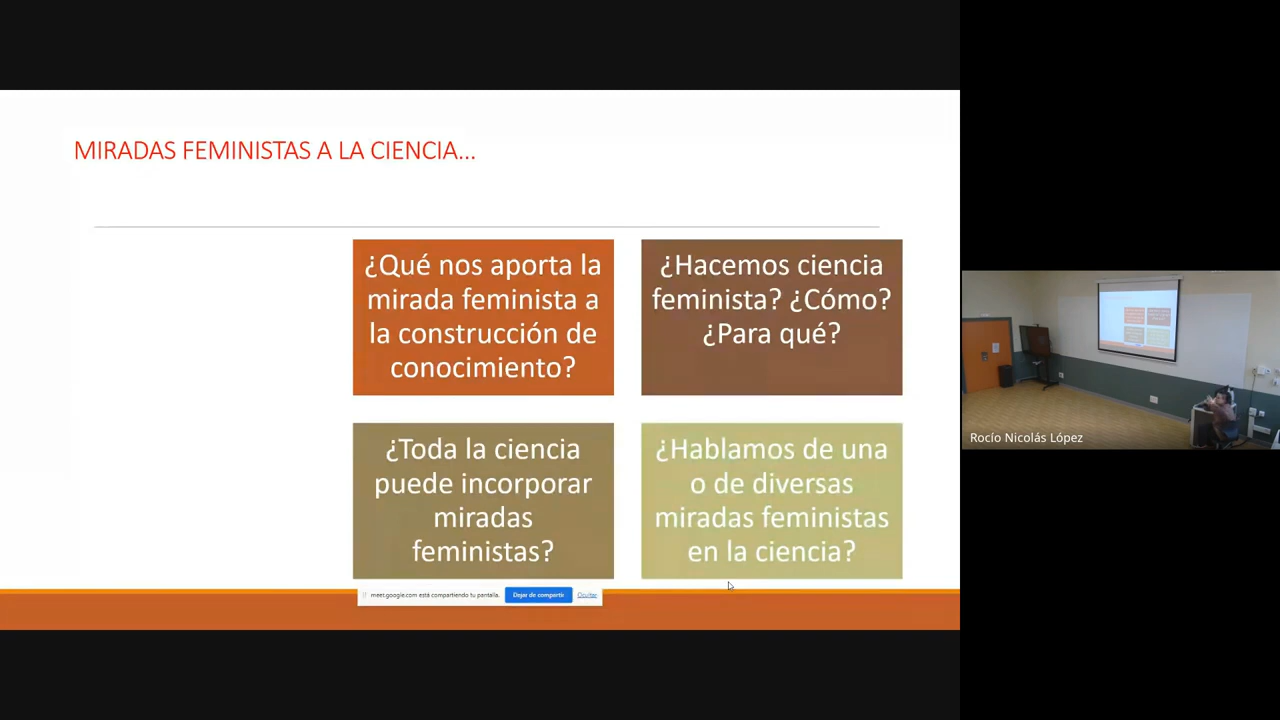 MIRADAS FEMINISTAS A LA CIENCIA...
¿Qué nos aporta la
mirada feminista a
la construcción de
conocimiento?
¿Hacemos ciencia
feminista? ¿Cómo?
¿Para qué?
¿Toda la ciencia
puede incorporar
miradas
feministas?
¿Hablamos de una
o de diversas
miradas feministas
en la ciencia?
meet.google.com está compartiendo tu pantalla.
Dejar de compartir
Ocultar
Rocío Nicolás López